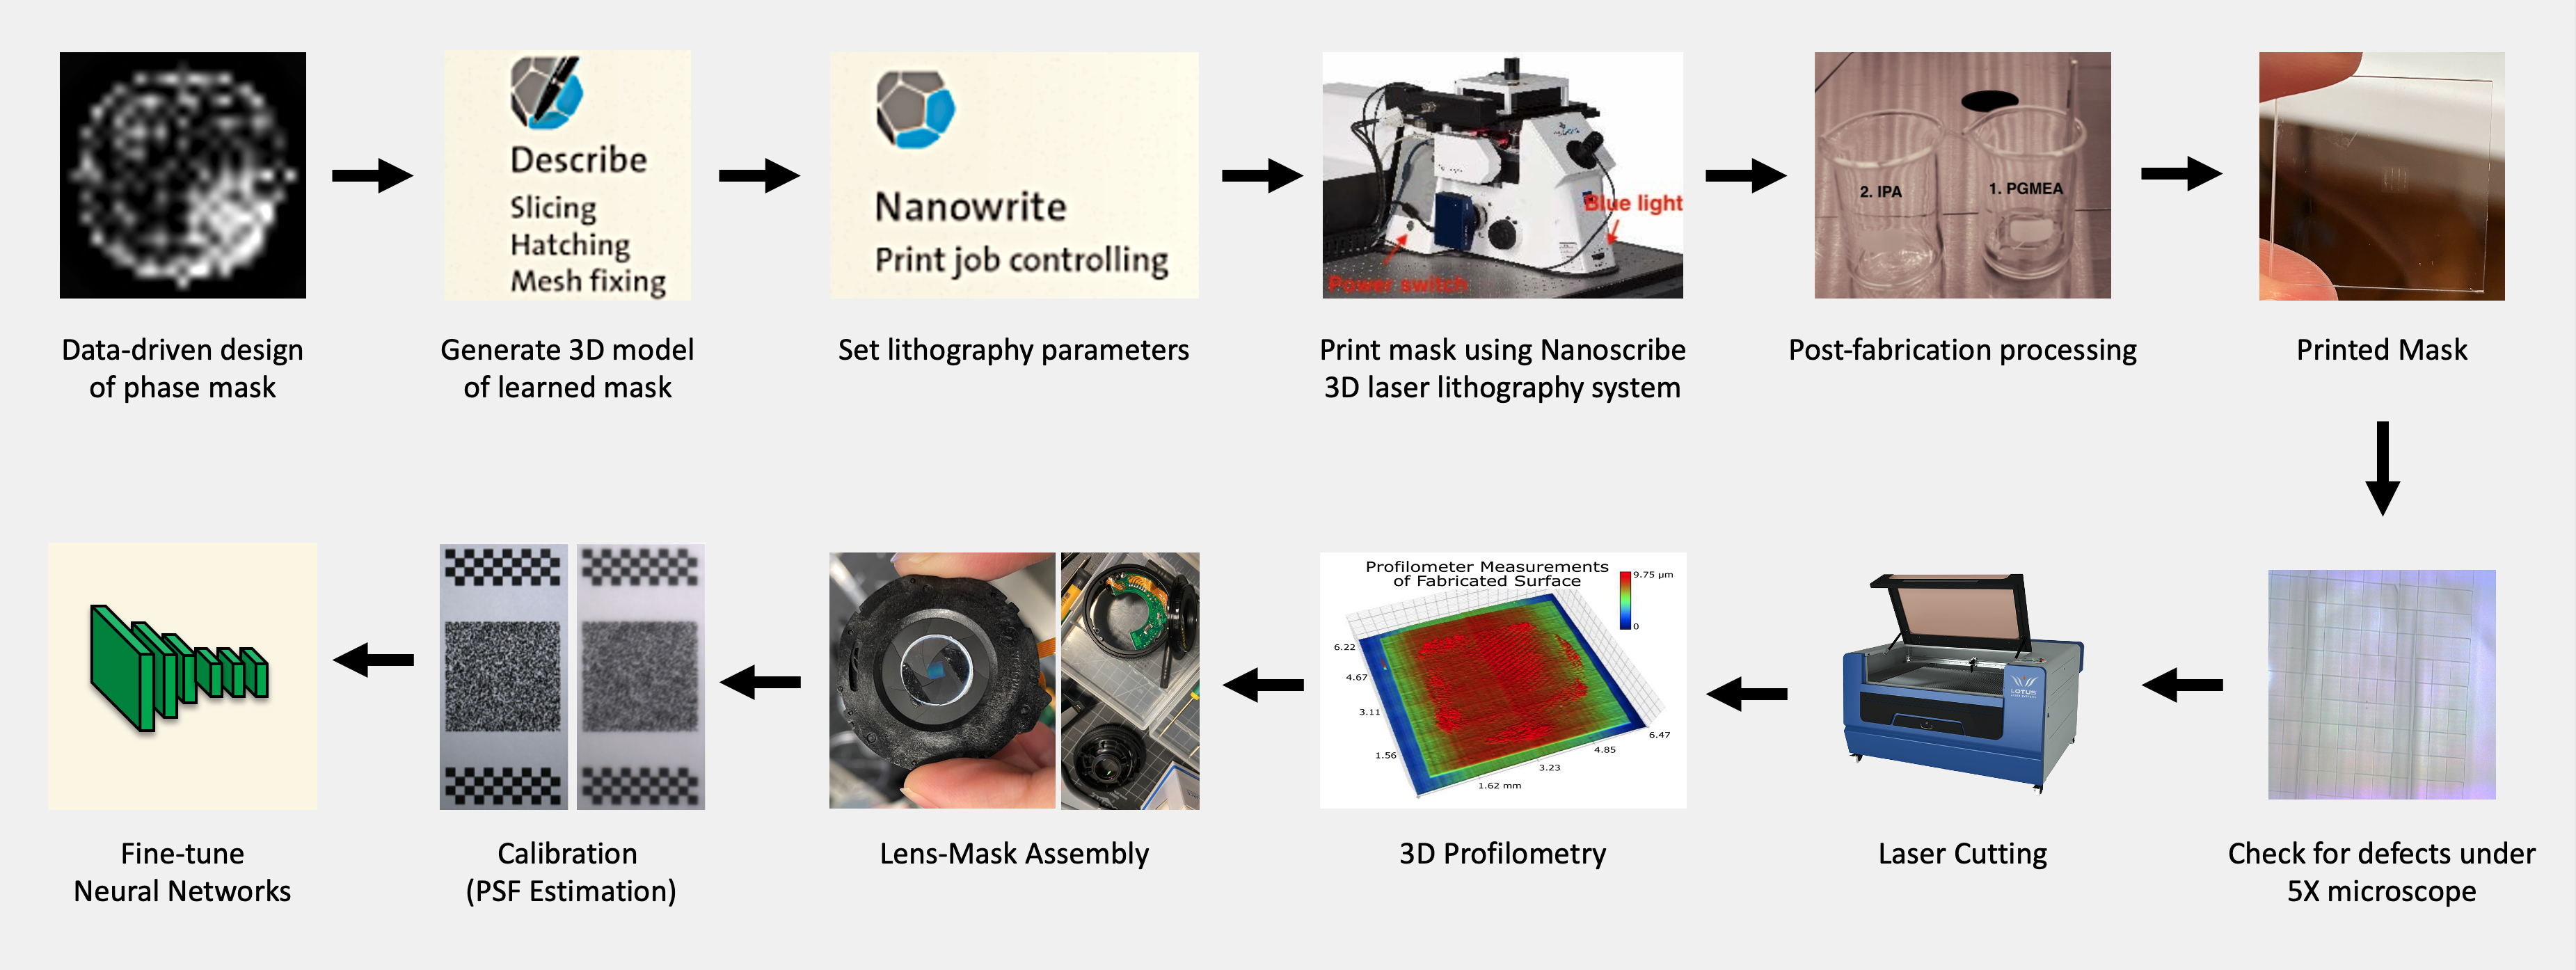 Describe
Slicing
Hatching
Mesh fixing
Nanowrite
Print job controlling
Blue light
Power switch
2. IPA
1. PGMEA
Data-driven design
of phase mask
Generate 3D model
of learned mask
Set lithography parameters
Print mask using Nanoscribe
3D laser lithography system
Post-fabrication processing
Printed Mask
Profilometer Measurements
of Fabricated Surface
9.75 µm
0
6.22
4.67
3.11
1.56
1.62 mm
3.23
4.85
6.47
LOTUS
Fine-tune
Neural Networks
Calibration
(PSF Estimation)
Lens-Mask Assembly
3D Profilometry
Laser Cutting
Check for defects under
5X microscope